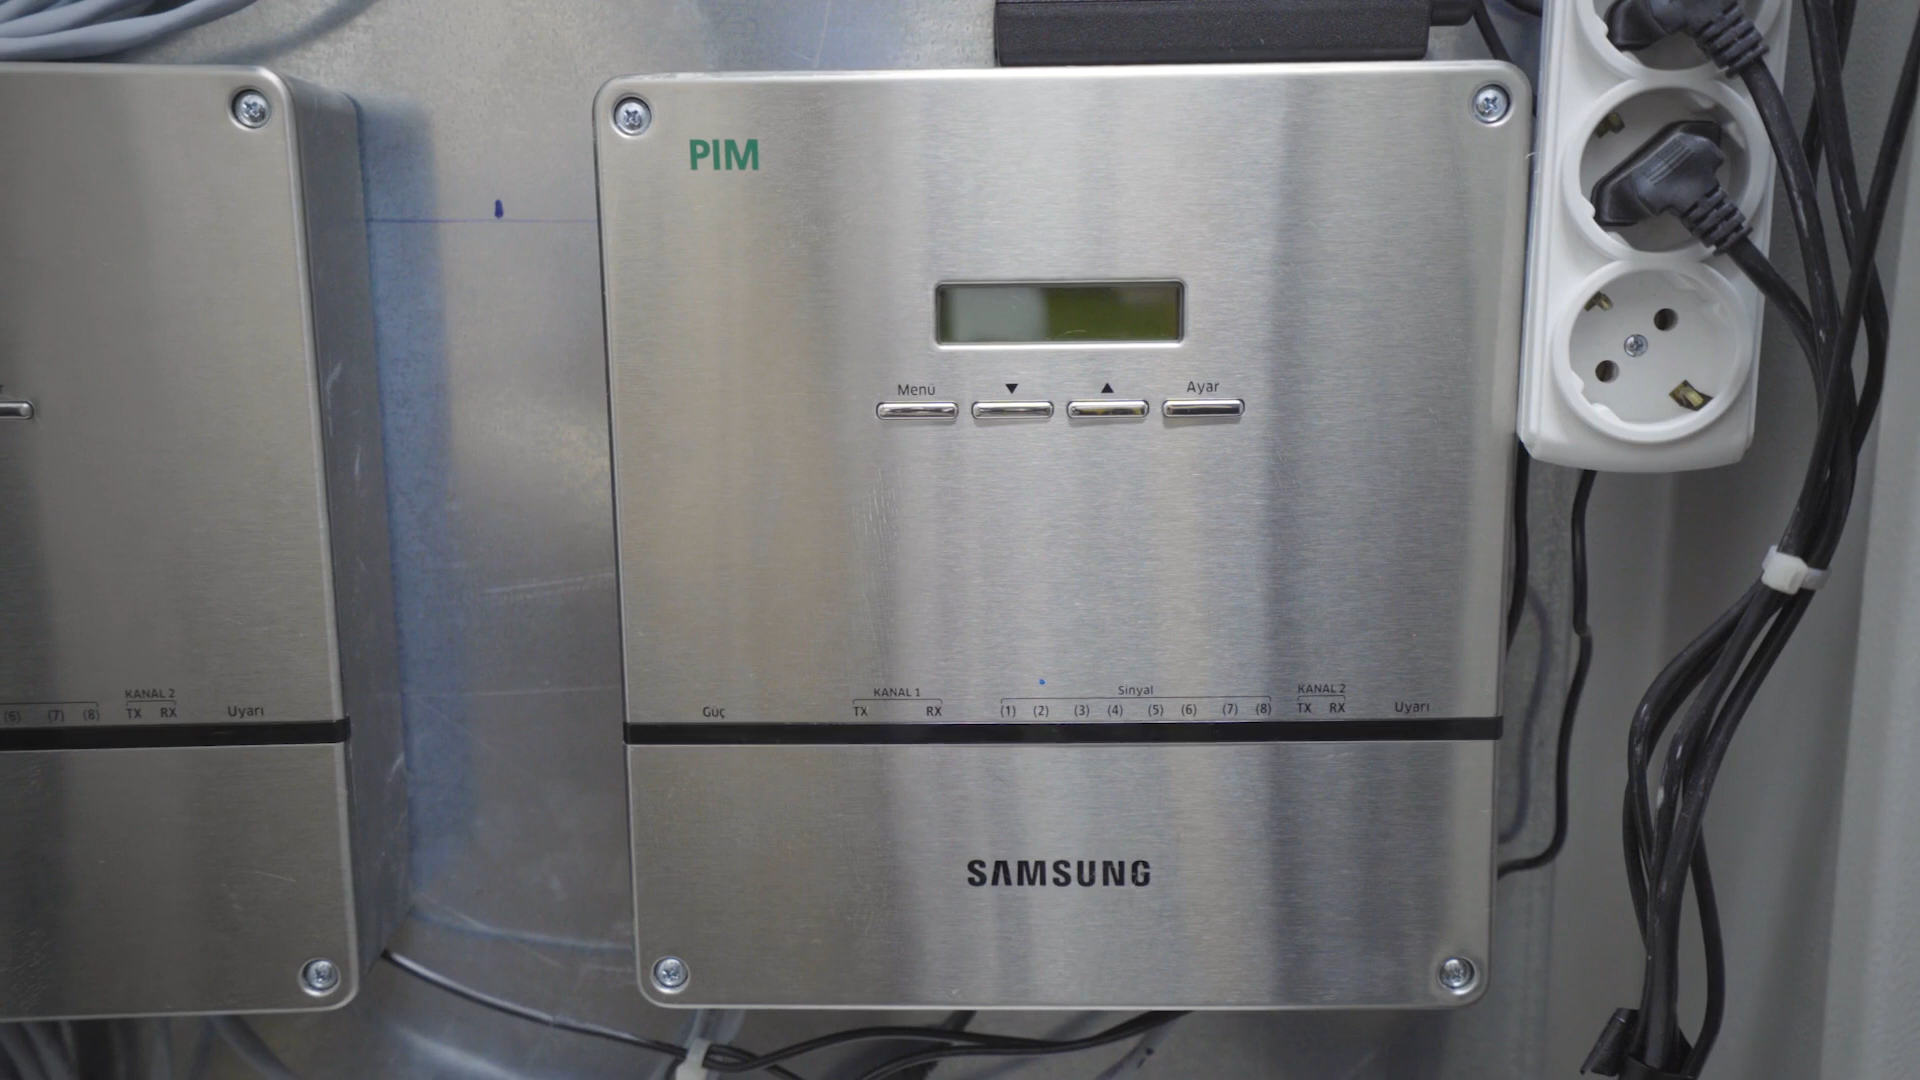 PIM
Menü ▼ ▲ Ayar
KANAL 1 Sinyal KANAL 2
Güç TX RX (1) (2) (3) (4) (5) (6) (7) (8) TX RX Uyarı
SAMSUNG
KANAL 2
(6) (7) (8) TX RX Uyarı